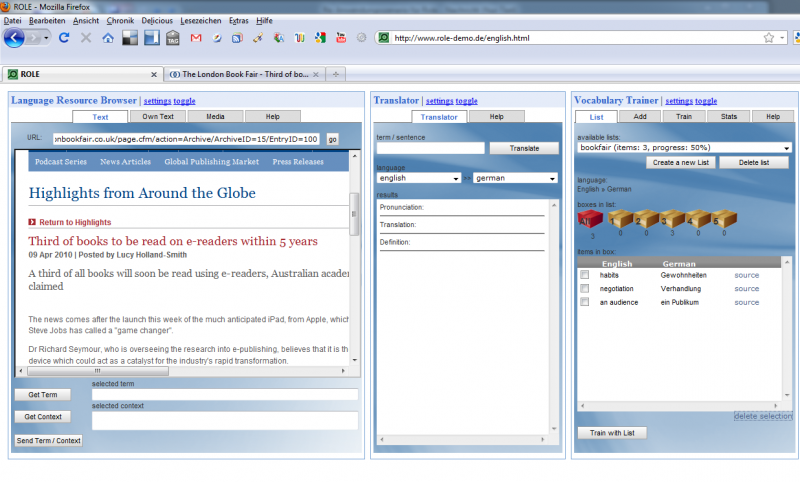 ROLE - Mozilla Firefox
Datei Bearbeiten Ansicht Chronik Delicious Lesezeichen Extras Hilfe
http://www.role-demo.de/english.html
ROLE
The London Book Fair - Third of bo...
Language Resource Browser | settings toggle
Text Own Text Media Help
URL: onbookfair.co.uk/page.cfm/action=Archive/ArchiveID=15/EntryID=100 go
Podcast Series News Articles Global Publishing Market Press Releases
Highlights from Around the Globe
Return to Highlights
Third of books to be read on e-readers within 5 years
09 Apr 2010 | Posted by Lucy Holland-Smith
A third of all books will soon be read using e-readers, Australian acade
claimed
The news comes after the launch this week of the much anticipated iPad, from Apple, whic
Steve Jobs has called a "game changer".
Dr Richard Seymour, who is overseeing the research into e-publishing, believes that it is th
device which could act as a catalyst for the industry's rapid transformation.
selected term
Get Term
selected context
Get Context
Send Term / Context
Translator | settings toggle
Translator Help
term / sentence
Translate
language
english >> german
results
Pronunciation:
Translation:
Definition:
Vocabulary Trainer | settings toggle
List Add Train Stats Help
available lists:
bookfair (items: 3, progress: 50%)
Create a new List Delete list
language:
English » German
boxes in list:
All 1 2 3 4 5
3 0 0 3 0 0
items in box:
English German
habits Gewohnheiten source
negotiation Verhandlung source
an audience ein Publikum source
delete selection
Train with List